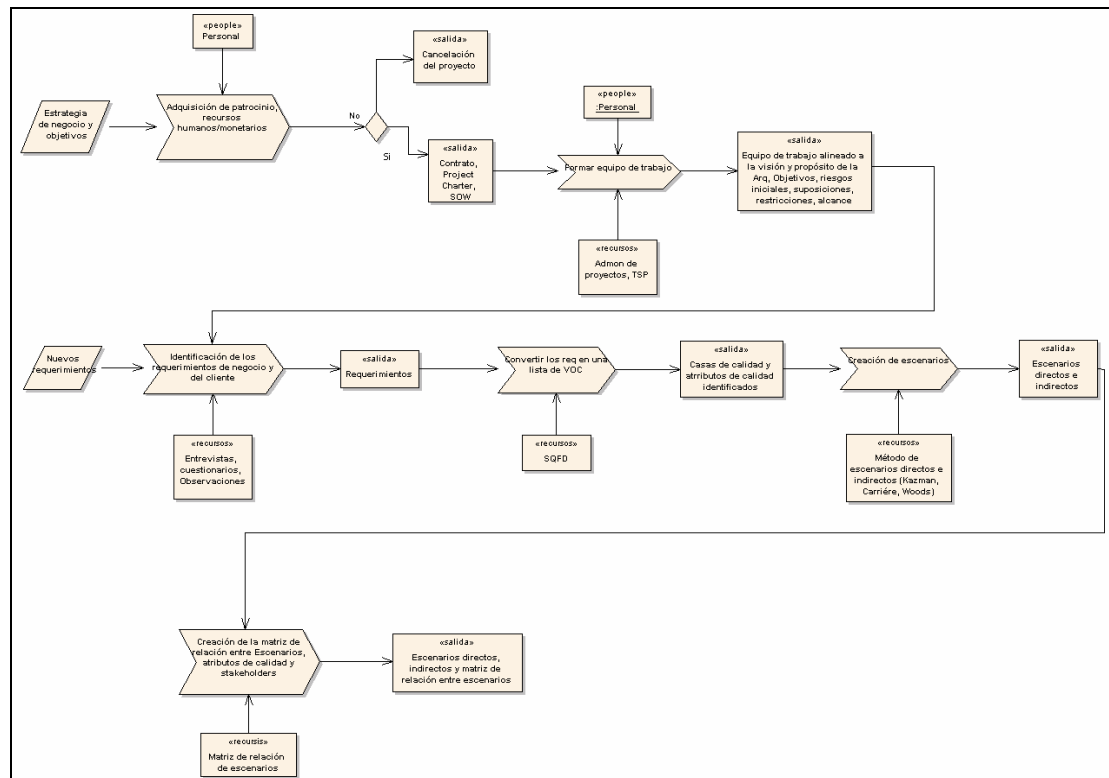 «people»
Personal
Estrategia
de negocio y
objetivos
Adquisición de patrocinio,
recursos
humanos/monetarios
No
Si
«salida»
Cancelación
del proyecto
«salida»
Contrato,
Project
Charter,
SOW
«people»
:Personal
Formar equipo de trabajo
«recursos»
Admon de
proyectos, TSP
«salida»
Equipo de trabajo alineado a
la visión y propósito de la
Arq, Objetivos, riesgos
iniciales, suposiciones,
restricciones, alcance
Nuevos
requerimientos
Identificación de los
requerimientos de negocio y
del cliente
«recursos»
Entrevistas,
cuestionarios,
Observaciones
«salida»
Requerimientos
Convertir los req en una
lista de VOC
«recursos»
SQFD
«salida»
Casas de calidad y
atrributos de calidad
identificados
Creación de escenarios
«recursos»
Método de
escenarios directos e
indirectos (Kazman,
Carriére, Woods)
«salida»
Escenarios
directos e
indirectos
Creación de la matriz de
relación entre Escenarios,
atributos de calidad y
stakeholders
«recursis»
Matriz de relación
de escenarios
«salida»
Escenarios directos,
indirectos y matriz de
relación entre escenarios